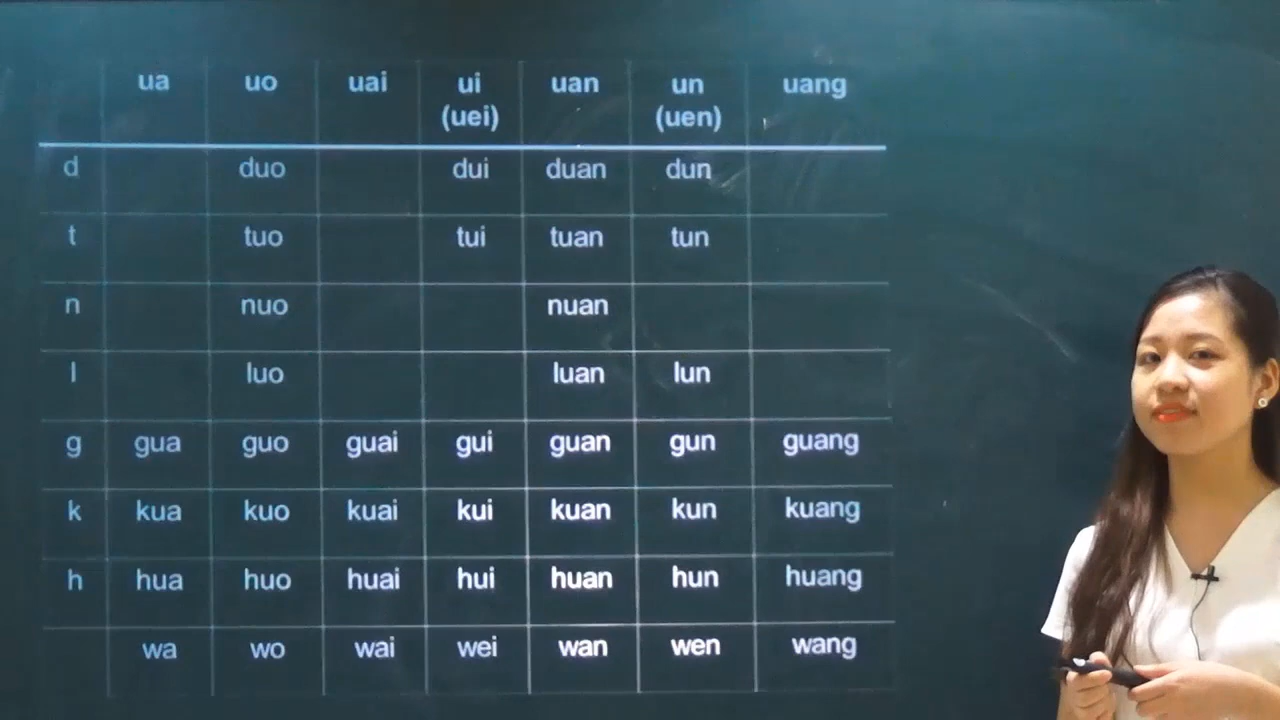 ua uo uai ui uan un uang
(uei) (uen)
d duo dui duan dun
t tuo tui tuan tun
n nuo nuan
l luo luan lun
g gua guo guai gui guan gun guang
k kua kuo kuai kui kuan kun kuang
h hua huo huai hui huan hun huang
wa wo wai wei wan wen wang